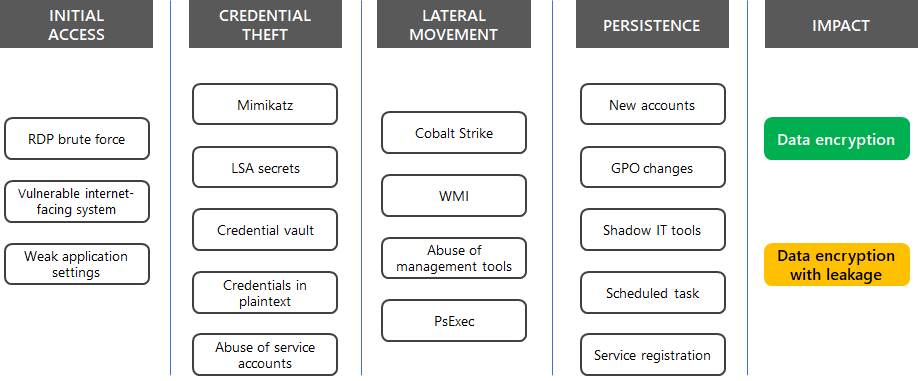 INITIAL
ACCESS
RDP brute force
Vulnerable internet-
facing system
Weak application
settings
CREDENTIAL
THEFT
Mimikatz
LSA secrets
Credential vault
Credentials in
plaintext
Abuse of service
accounts
LATERAL
MOVEMENT
Cobalt Strike
WMI
Abuse of
management tools
PsExec
PERSISTENCE
New accounts
GPO changes
Shadow IT tools
Scheduled task
Service registration
IMPACT
Data encryption
Data encryption
with leakage